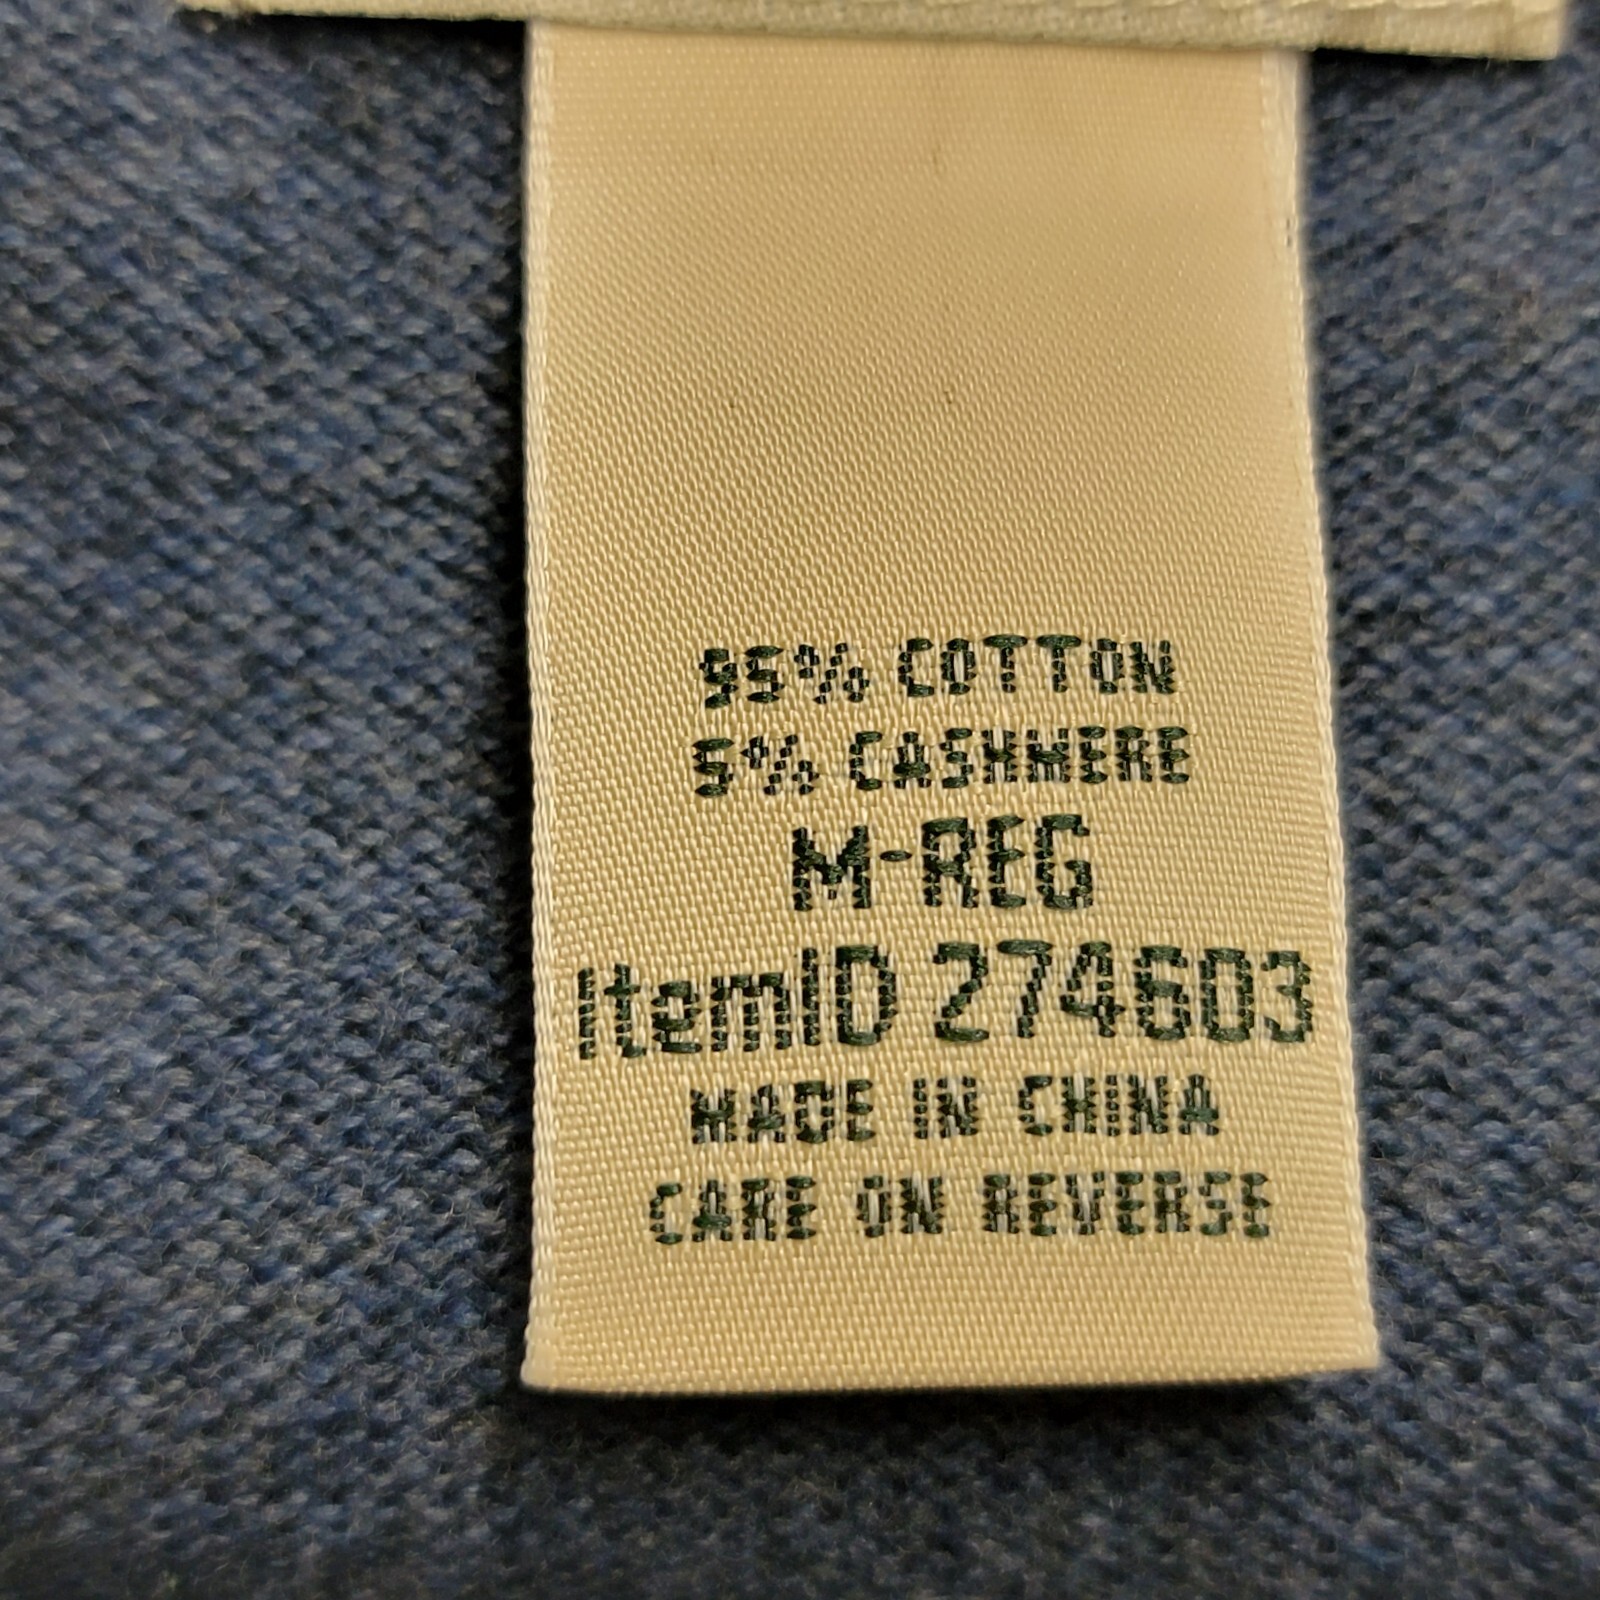 95% COTTON
5% CASHMERE
M-REG
ItemID 274603
MADE IN CHINA
CARE ON REVERSE